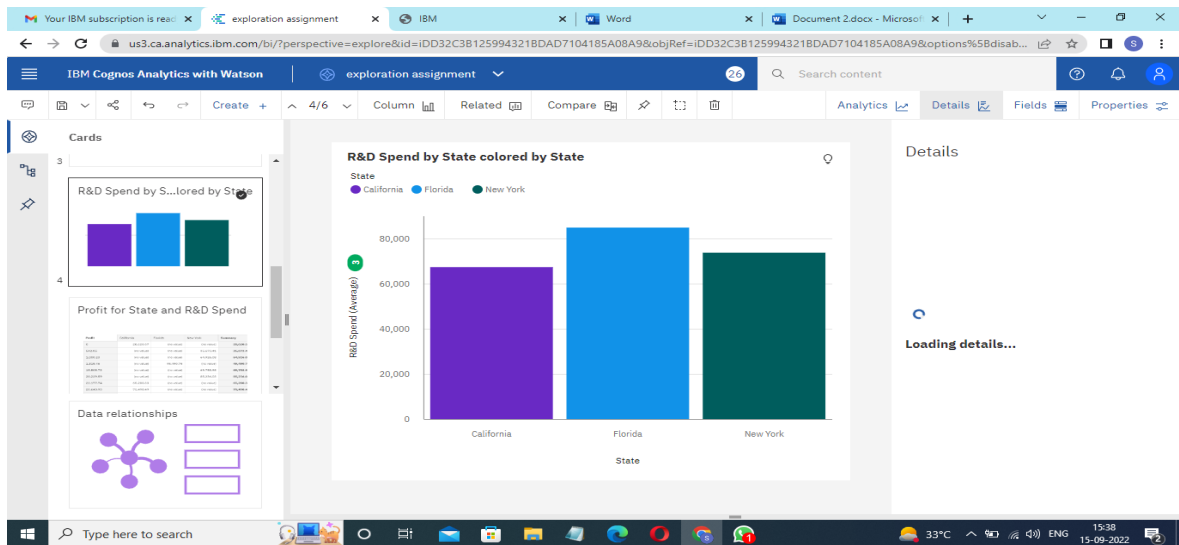 Your IBM subscription is read
exploration assignment
IBM
Word
Document 2.docx - Microsof
us3.ca.analytics.ibm.com/bi/?perspective=explore&id=iDD32C3B125994321BDAD7104185A08A9&objRef=iDD32C3B125994321BDAD7104185A08A9&options%5Bdisab...
S
IBM Cognos Analytics with Watson
exploration assignment
26
Search content
Create +
4/6
Column
Related
Compare
Analytics
Details
Fields
Properties
Cards
3
R&D Spend by S...lored by State
4
Profit for State and R&D Spend
Data relationships
R&D Spend by State colored by State
State
California
Florida
New York
R&D Spend (Average)
3
80,000
60,000
40,000
20,000
0
California
Florida
New York
State
Details
Loading details...
Type here to search
33°C
ENG
15:38
15-09-2022
2